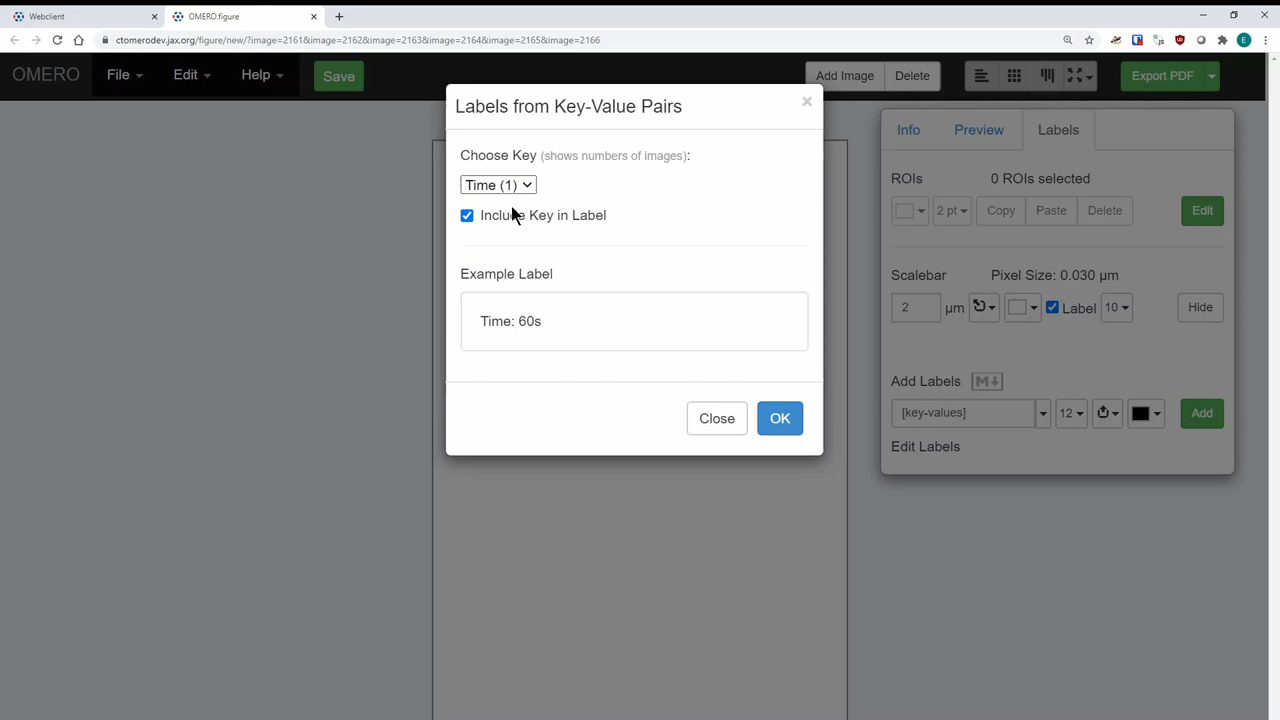 Webclient
OMERO.figure
ctomerodev.jax.org/figure/new/?image=2161&image=2162&image=2163&image=2164&image=2165&image=2166
E
OMERO
File
Edit
Help
Save
Add Image
Delete
Export PDF
Labels from Key-Value Pairs
×
Choose Key (shows numbers of images):
Time (1)
Include Key in Label
Example Label
Time: 60s
Close
OK
Info
Preview
Labels
ROIs
0 ROIs selected
2 pt
Copy
Paste
Delete
Edit
Scalebar
Pixel Size: 0.030 µm
2
µm
Label
10
Hide
Add Labels
M
[key-values]
12
Add
Edit Labels